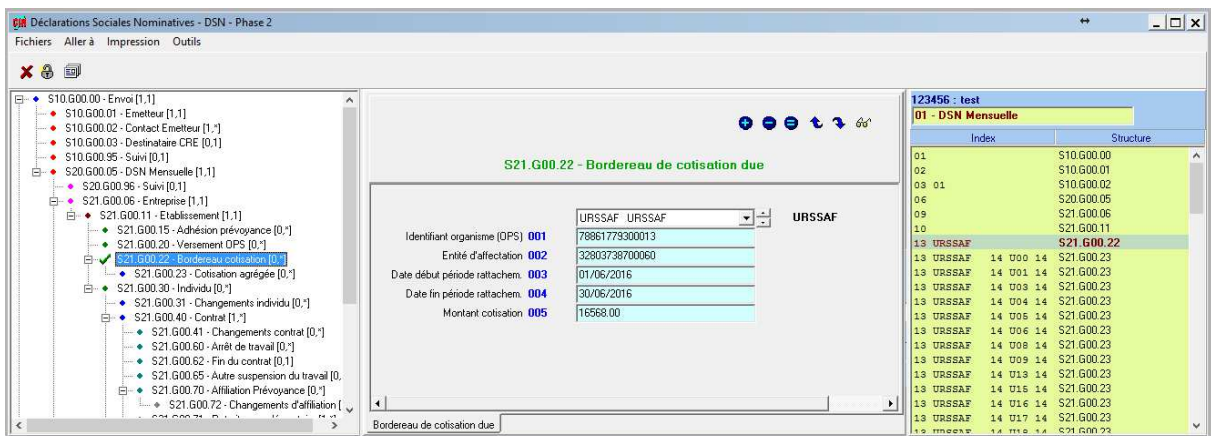 Déclarations Sociales Nominatives - DSN - Phase 2
Fichiers Aller à Impression Outils
S10.G00.00 - Envoi [1,1]
S10.G00.01 - Emetteur [1,1]
S10.G00.02 - Contact Emetteur [1,*]
S10.G00.03 - Destinataire CRE [0,1]
S10.G00.95 - Suivi [0,1]
S20.G00.05 - DSN Mensuelle [1,1]
S20.G00.96 - Suivi [0,1]
S21.G00.06 - Entreprise [1,1]
S21.G00.11 - Etablissement [1,1]
S21.G00.15 - Adhésion prévoyance [0,*]
S21.G00.20 - Versement OPS [0,*]
S21.G00.22 - Bordereau cotisation [0,*]
S21.G00.23 - Cotisation agrégée [0,*]
S21.G00.30 - Individu [0,*]
S21.G00.31 - Changements individu [0,*]
S21.G00.40 - Contrat [1,*]
S21.G00.41 - Changements contrat [0,*]
S21.G00.60 - Arrêt de travail [0,*]
S21.G00.62 - Fin du contrat [0,1]
S21.G00.65 - Autre suspension du travail [0,
S21.G00.70 - Affiliation Prévoyance [0,*]
S21.G00.72 - Changements d'affiliation [
S21.G00.22 - Bordereau de cotisation due
URSSAF URSSAF URSSAF
Identifiant organisme (OPS) 001 78861779300013
Entité d'affectation 002 32803738700060
Date début période rattachem. 003 01/06/2016
Date fin période rattachem. 004 30/06/2016
Montant cotisation 005 16568.00
Bordereau de cotisation due
123456 : test
01 - DSN Mensuelle
Index Structure
01 S10.G00.00
02 S10.G00.01
03 01 S10.G00.02
06 S20.G00.05
09 S21.G00.06
10 S21.G00.11
13 URSSAF S21.G00.22
13 URSSAF 14 U00 14 S21.G00.23
13 URSSAF 14 U01 14 S21.G00.23
13 URSSAF 14 U03 14 S21.G00.23
13 URSSAF 14 U04 14 S21.G00.23
13 URSSAF 14 U05 14 S21.G00.23
13 URSSAF 14 U06 14 S21.G00.23
13 URSSAF 14 U08 14 S21.G00.23
13 URSSAF 14 U09 14 S21.G00.23
13 URSSAF 14 U13 14 S21.G00.23
13 URSSAF 14 U15 14 S21.G00.23
13 URSSAF 14 U16 14 S21.G00.23
13 URSSAF 14 U17 14 S21.G00.23
13 URSSAF 14 U18 14 S21.G00.23